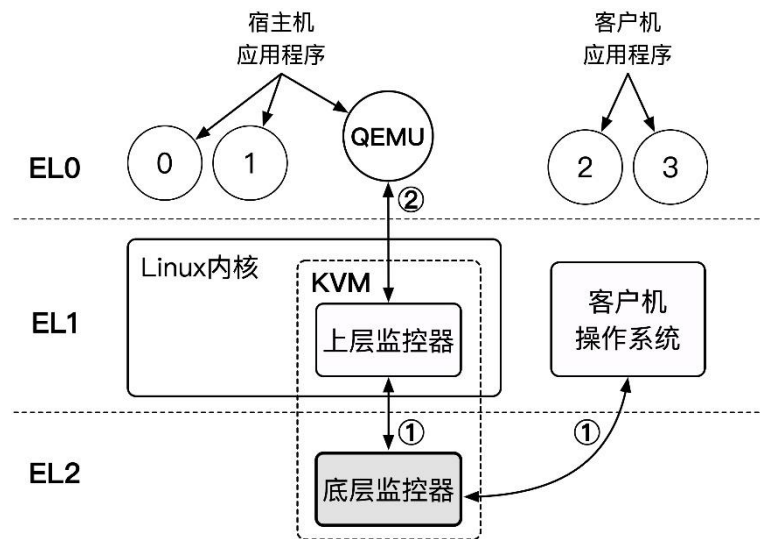 宿主机
应用程序
客户机
应用程序
EL0
0
1
QEMU
2
3
②
EL1
Linux内核
KVM
上层监控器
客户机
操作系统
①
①
EL2
底层监控器